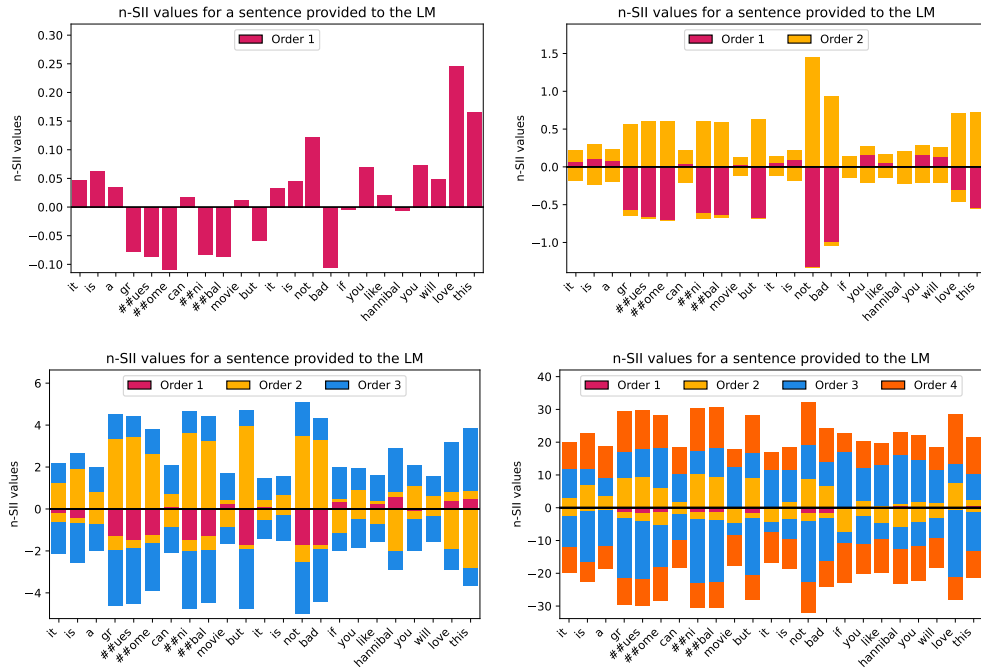 n-SII values for a sentence provided to the LM
Order 1
n-SII values
0.30
0.25
0.20
0.15
0.10
0.05
0.00
−0.05
−0.10
it is a gr ##ues ##ome can ##ni ##bal movie but it is not bad if you like hannibal you will love this
n-SII values for a sentence provided to the LM
Order 1 Order 2
n-SII values
1.5
1.0
0.5
0.0
−0.5
−1.0
it is a gr ##ues ##ome can ##ni ##bal movie but it is not bad if you like hannibal you will love this
n-SII values for a sentence provided to the LM
Order 1 Order 2 Order 3
n-SII values
6
4
2
0
−2
−4
it is a gr ##ues ##ome can ##ni ##bal movie but it is not bad if you like hannibal you will love this
n-SII values for a sentence provided to the LM
Order 1 Order 2 Order 3 Order 4
n-SII values
40
30
20
10
0
−10
−20
−30
it is a gr ##ues ##ome can ##ni ##bal movie but it is not bad if you like hannibal you will love this